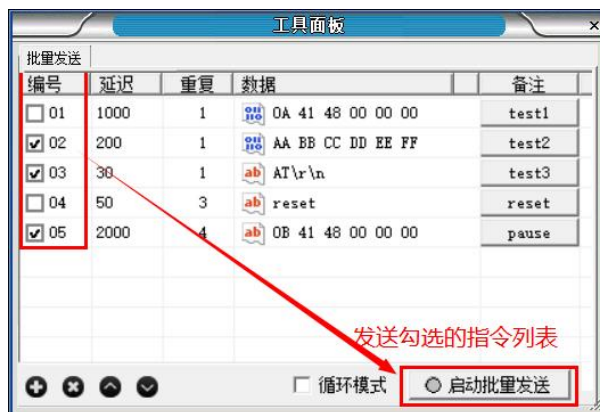 工具面板
批量发送
编号 延迟 重复 数据 备注
01 1000 1 0A 41 48 00 00 00 test1
02 200 1 AA BB CC DD EE FF test2
03 30 1 ab AT\r\n test3
04 50 3 ab reset reset
05 2000 4 ab 0B 41 48 00 00 00 pause
发送勾选的指令列表
循环模式 启动批量发送